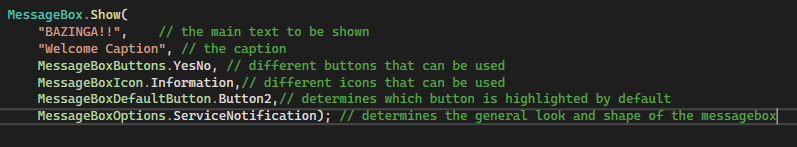 MessageBox.Show(
"BAZINGA!!",    // the main text to be shown
"Welcome Caption", // the caption
MessageBoxButtons.YesNo, // different buttons that can be used
MessageBoxIcon.Information,// different icons that can be used
MessageBoxDefaultButton.Button2,// determines which button is highlighted by default
MessageBoxOptions.ServiceNotification); // determines the general look and shape of the messagebox